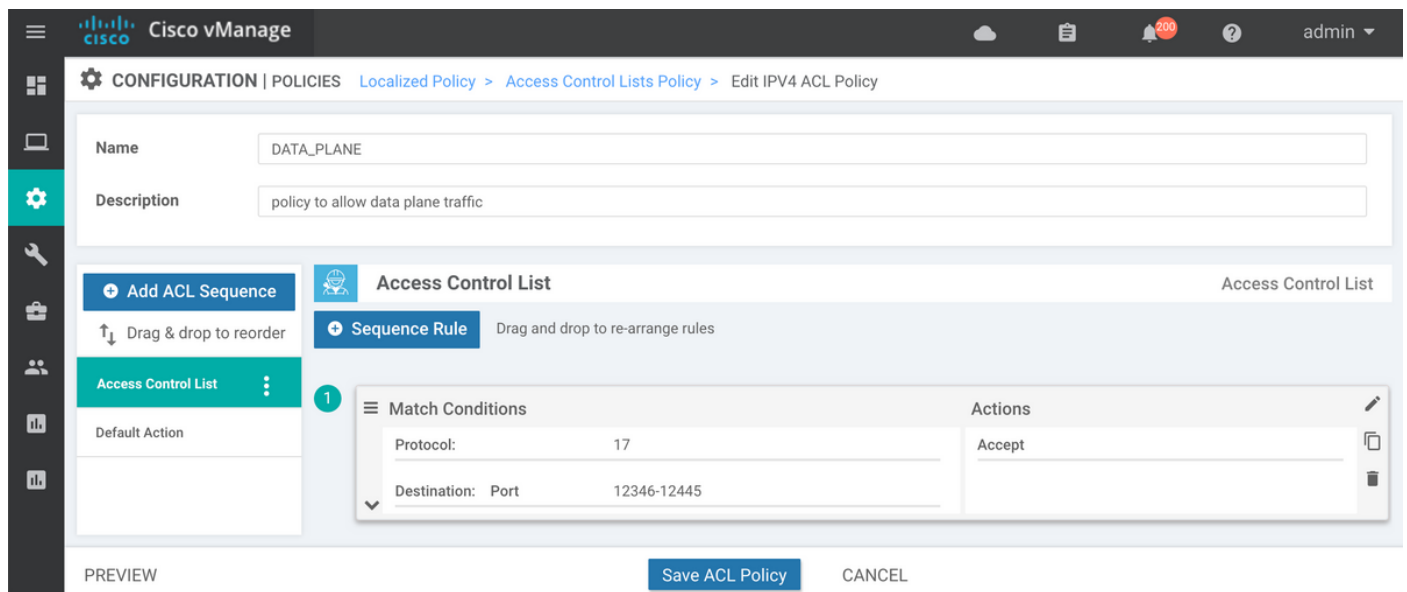 CISCO Cisco vManage 200 admin
CONFIGURATION | POLICIES Localized Policy > Access Control Lists Policy > Edit IPV4 ACL Policy
Name DATA_PLANE
Description policy to allow data plane traffic
Add ACL Sequence
Drag & drop to reorder
Access Control List
Default Action
Access Control List Access Control List
Sequence Rule Drag and drop to re-arrange rules
1
Match Conditions Actions
Protocol: 17 Accept
Destination: Port 12346-12445
PREVIEW Save ACL Policy CANCEL